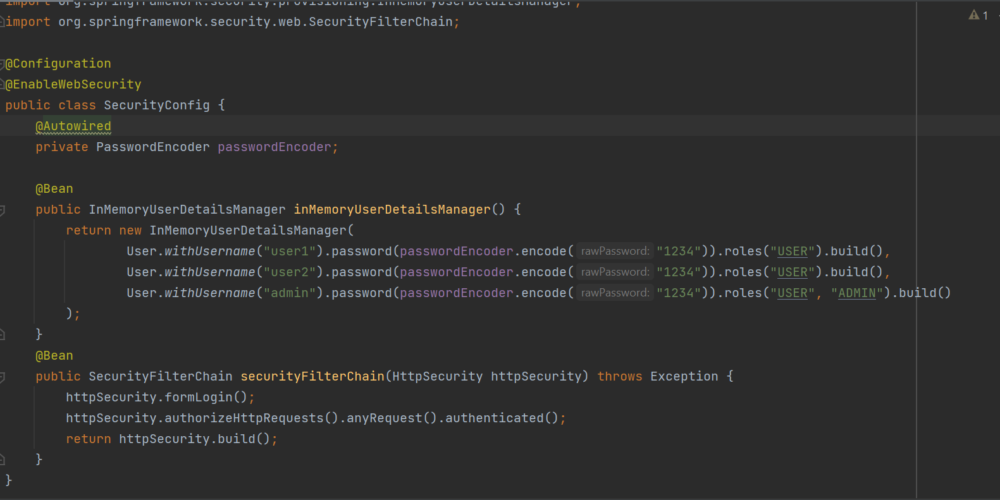 import org.springframework.security.provisioning.InMemoryUserDetailsManager;
import org.springframework.security.web.SecurityFilterChain;
1
@Configuration
@EnableWebSecurity
public class SecurityConfig {
@Autowired
private PasswordEncoder passwordEncoder;
@Bean
public InMemoryUserDetailsManager inMemoryUserDetailsManager() {
return new InMemoryUserDetailsManager(
User.withUsername("user1").password(passwordEncoder.encode( rawPassword: "1234")).roles("USER").build(),
User.withUsername("user2").password(passwordEncoder.encode( rawPassword: "1234")).roles("USER").build(),
User.withUsername("admin").password(passwordEncoder.encode( rawPassword: "1234")).roles("USER", "ADMIN").build()
);
}
@Bean
public SecurityFilterChain securityFilterChain(HttpSecurity httpSecurity) throws Exception {
httpSecurity.formLogin();
httpSecurity.authorizeHttpRequests().anyRequest().authenticated();
return httpSecurity.build();
}
}